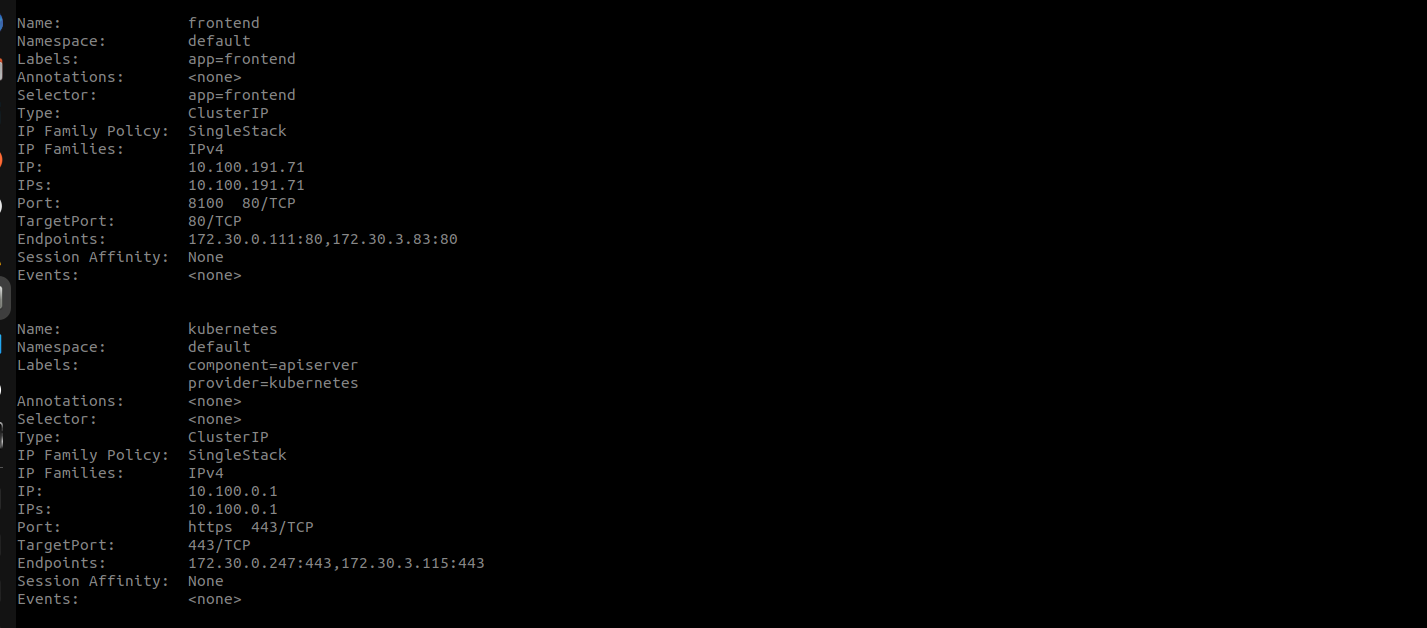 Name:              frontend
Namespace:         default
Labels:            app=frontend
Annotations:       <none>
Selector:          app=frontend
Type:              ClusterIP
IP Family Policy:  SingleStack
IP Families:       IPv4
IP:                10.100.191.71
IPs:               10.100.191.71
Port:              8100  80/TCP
TargetPort:        80/TCP
Endpoints:         172.30.0.111:80,172.30.3.83:80
Session Affinity:  None
Events:            <none>
Name:              kubernetes
Namespace:         default
Labels:            component=apiserver
                   provider=kubernetes
Annotations:       <none>
Selector:          <none>
Type:              ClusterIP
IP Family Policy:  SingleStack
IP Families:       IPv4
IP:                10.100.0.1
IPs:               10.100.0.1
Port:              https  443/TCP
TargetPort:        443/TCP
Endpoints:         172.30.0.247:443,172.30.3.115:443
Session Affinity:  None
Events:            <none>